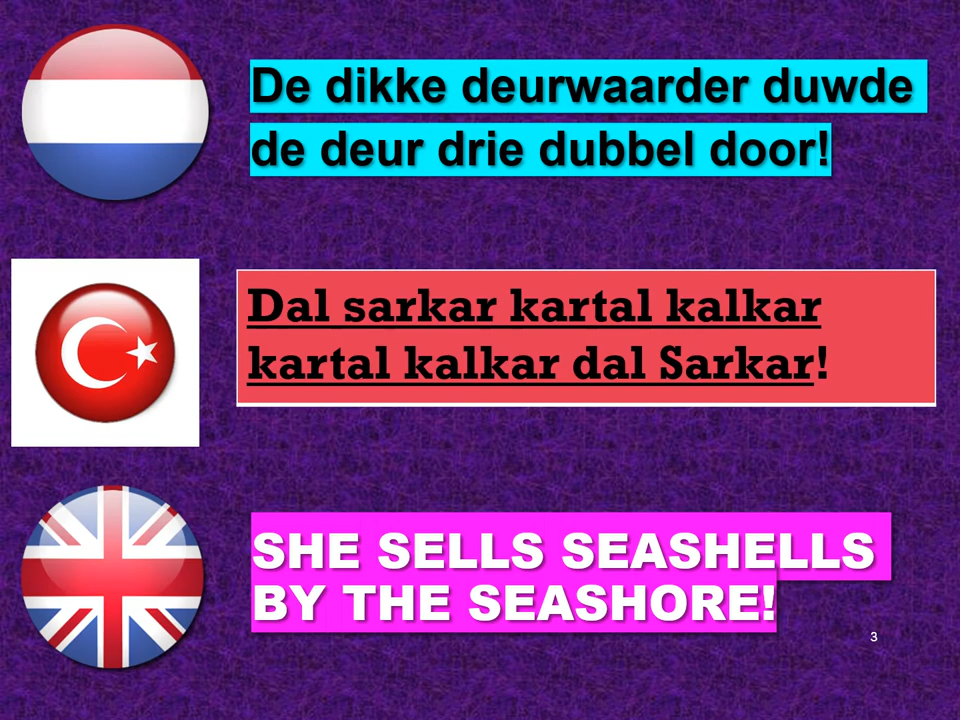 De dikke deurwaarder duwde
de deur drie dubbel door!
Dal sarkar kartal kalkar
kartal kalkar dal Sarkar!
SHE SELLS SEASHELLS
BY THE SEASHORE!
3